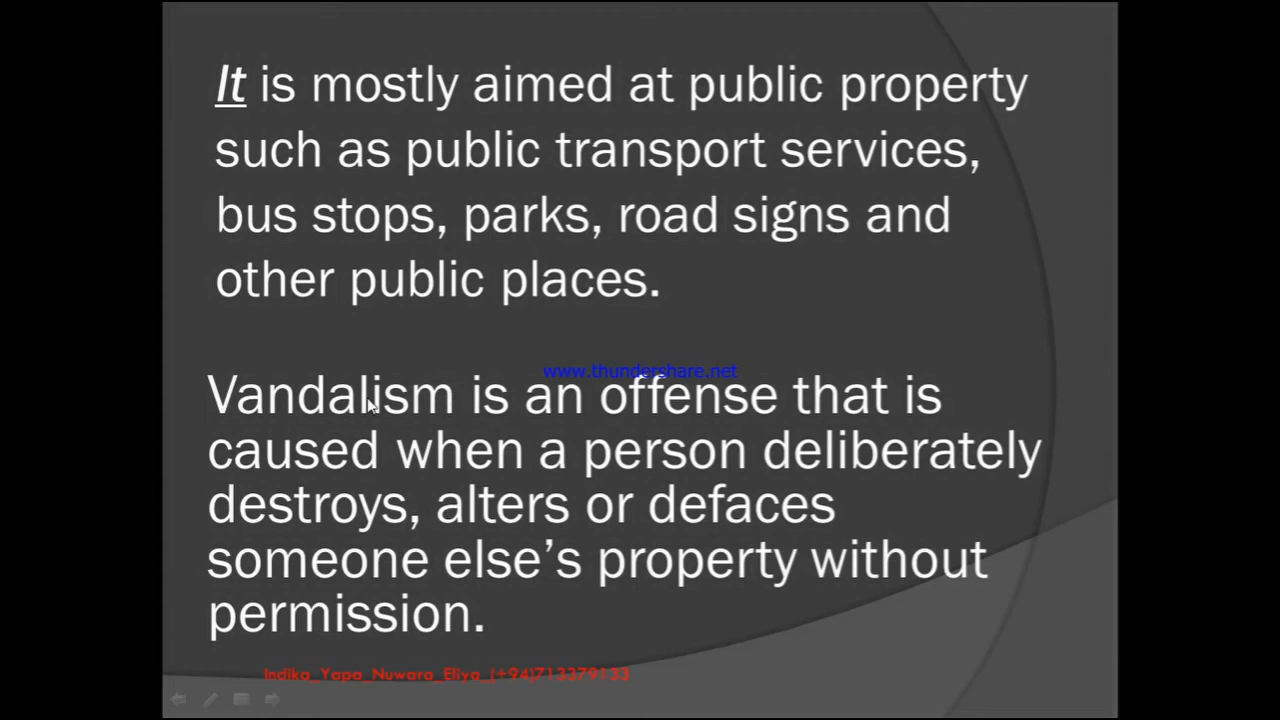 It is mostly aimed at public property
such as public transport services,
bus stops, parks, road signs and
other public places.
www.thundershare.net
Vandalism is an offense that is
caused when a person deliberately
destroys, alters or defaces
someone else’s property without
permission.
Indika_Yapa_Nuwara_Eliya_(+94)713379133